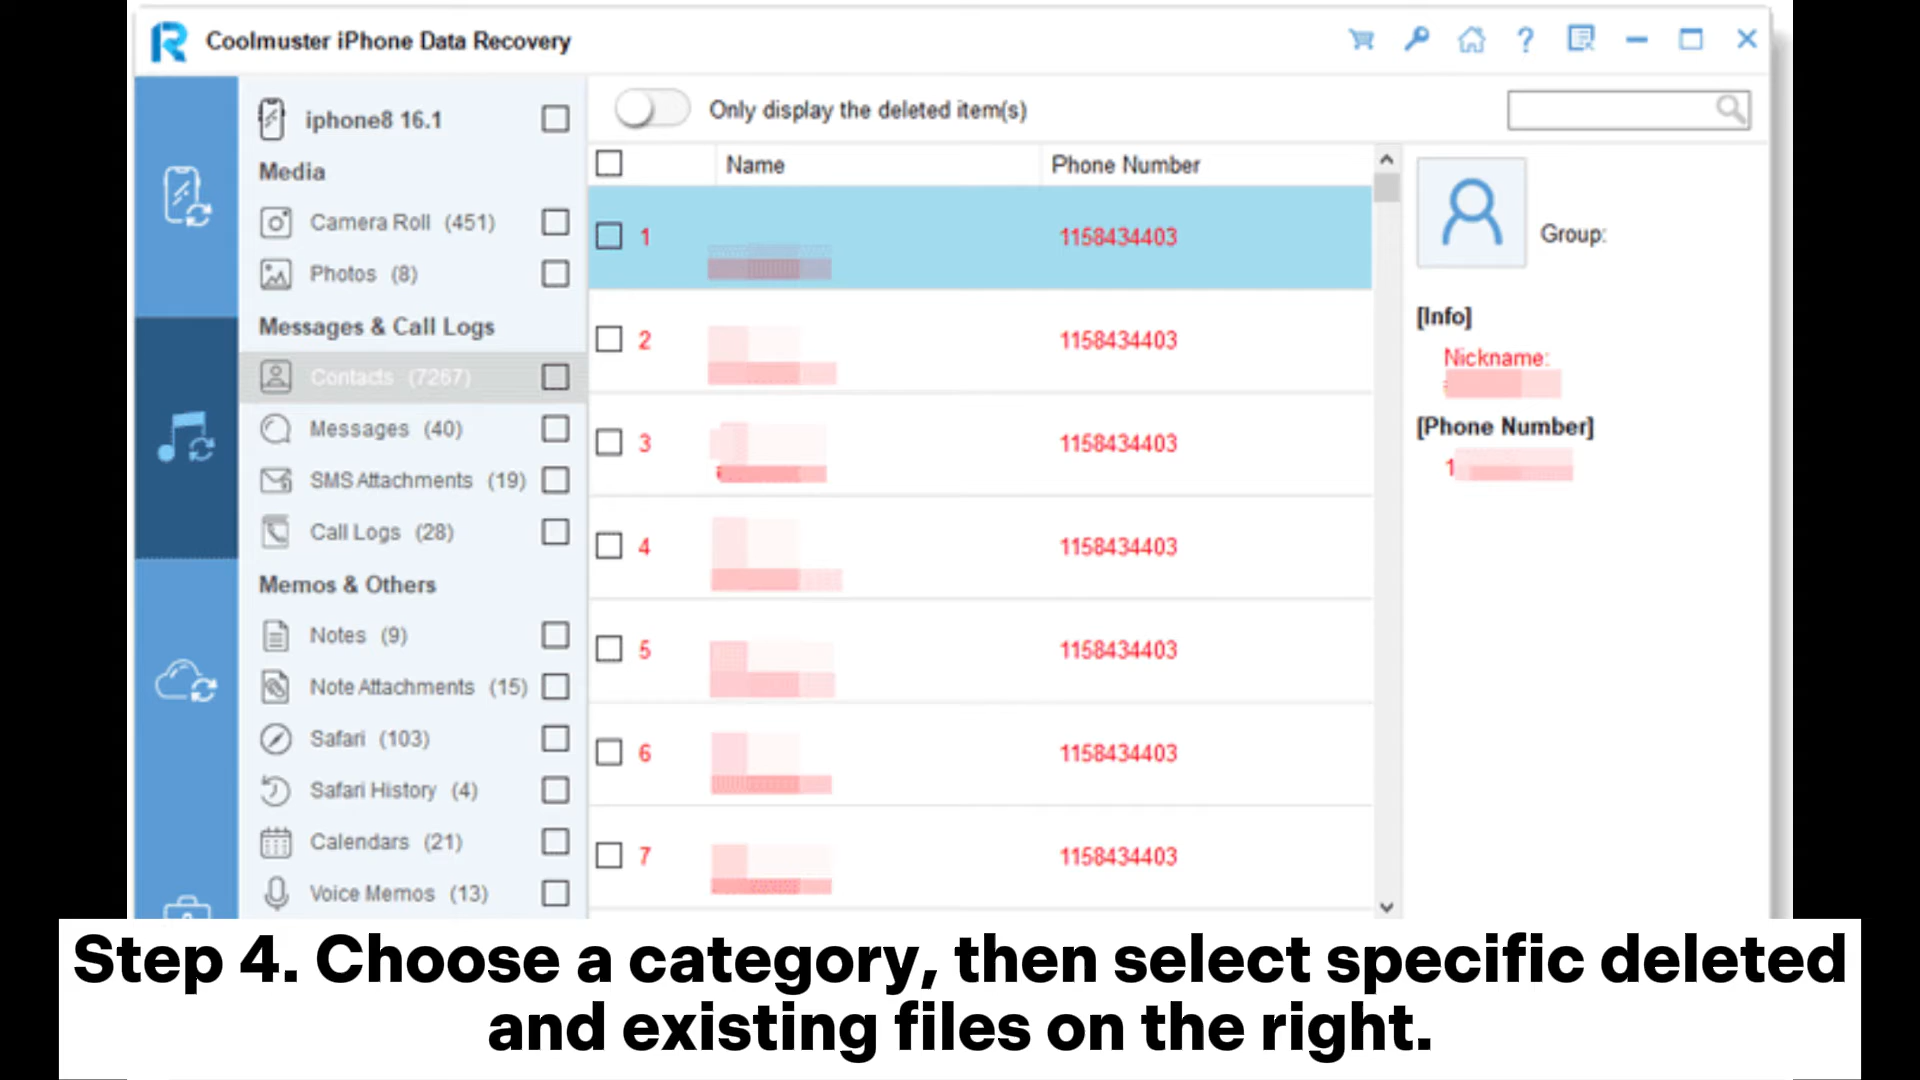 Coolmuster iPhone Data Recovery
iphone8 16.1
Media
Camera Roll (451)
Photos (8)
Messages & Call Logs
Contacts (7267)
Messages (40)
SMS Attachments (19)
Call Logs (28)
Memos & Others
Notes (9)
Note Attachments (15)
Safari (103)
Safari History (4)
Calendars (21)
Voice Memos (13)
Only display the deleted item(s)
Name Phone Number
1 1158434403
2 1158434403
3 1158434403
4 1158434403
5 1158434403
6 1158434403
7 1158434403
Group:
[Info]
Nickname:
[Phone Number]
1
Step 4. Choose a category, then select specific deleted
and existing files on the right.